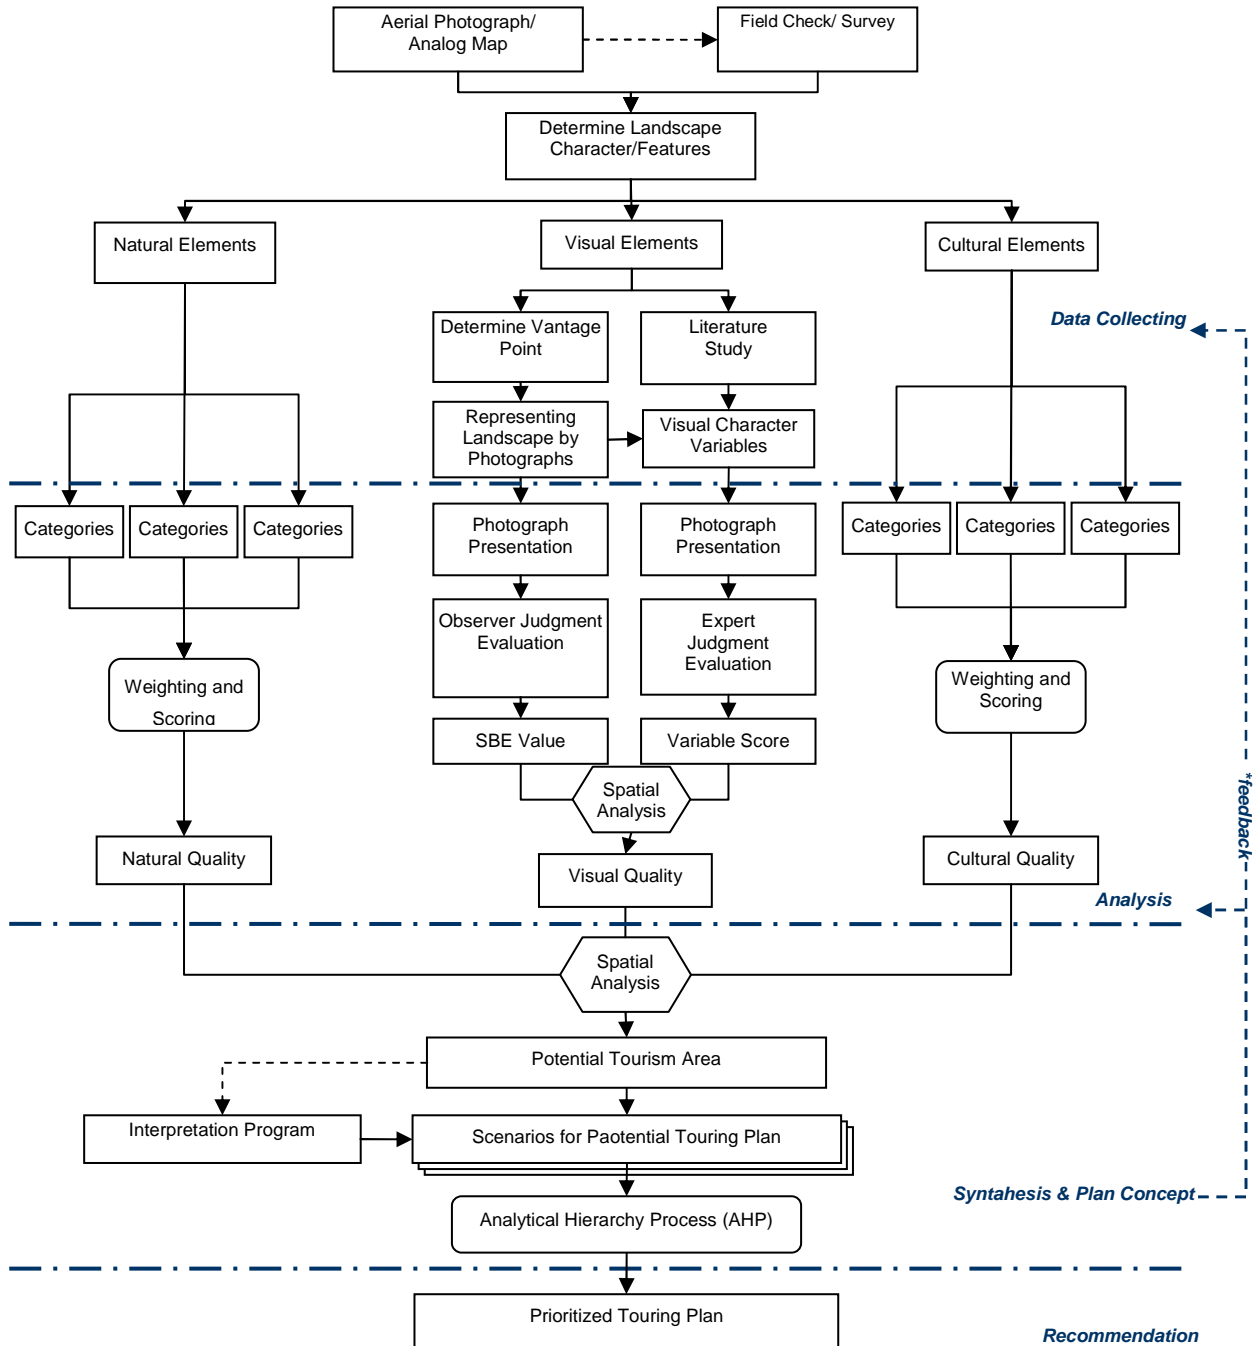 Aerial Photograph/
Analog Map
Field Check/ Survey
Determine Landscape
Character/Features
Natural Elements
Visual Elements
Cultural Elements
Determine Vantage
Point
Literature
Study
Data Collecting
Representing
Landscape by
Photographs
Visual Character
Variables
Categories
Categories
Categories
Photograph
Presentation
Photograph
Presentation
Categories
Categories
Categories
Observer Judgment
Evaluation
Expert
Judgment
Evaluation
Weighting and
Scoring
Weighting and
Scoring
SBE Value
Variable Score
Spatial
Analysis
*feedback
Natural Quality
Visual Quality
Cultural Quality
Analysis
Spatial
Analysis
Potential Tourism Area
Interpretation Program
Scenarios for Paotential Touring Plan
Syntahesis & Plan Concept
Analytical Hierarchy Process (AHP)
Prioritized Touring Plan
Recommendation